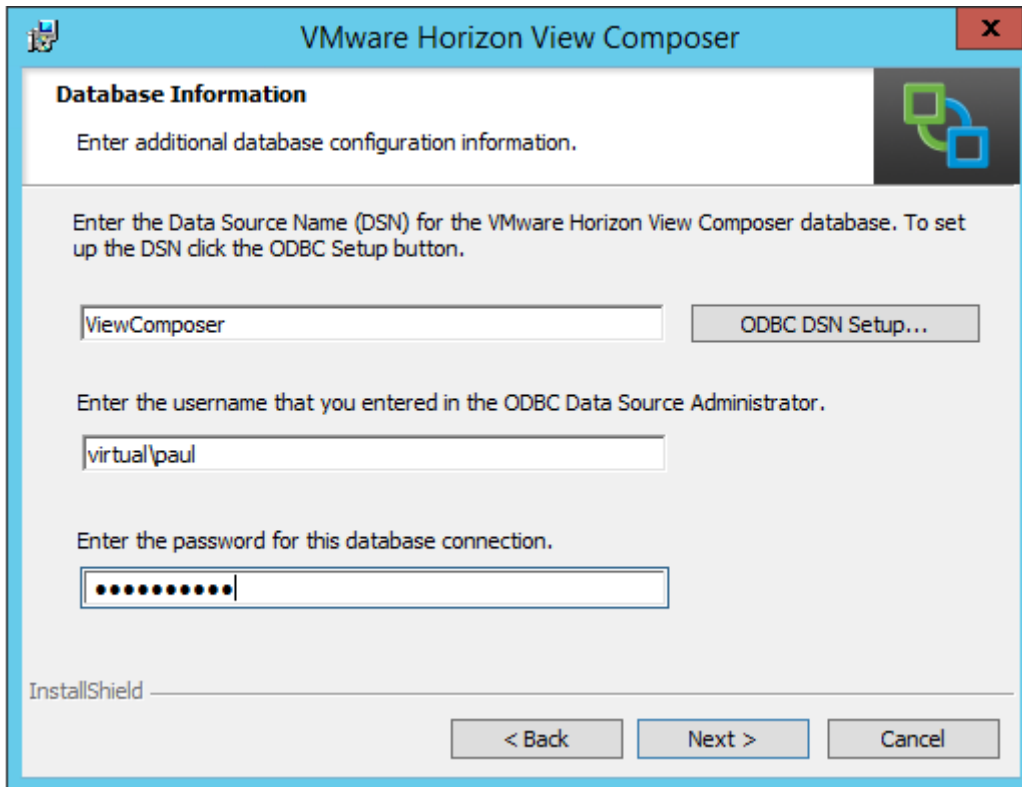 VMware Horizon View Composer
x
Database Information
Enter additional database configuration information.
Enter the Data Source Name (DSN) for the VMware Horizon View Composer database. To set
up the DSN click the ODBC Setup button.
ViewComposer
ODBC DSN Setup...
Enter the username that you entered in the ODBC Data Source Administrator.
virtual\paul
Enter the password for this database connection.
●●●●●●●●●●
InstallShield
< Back
Next >
Cancel